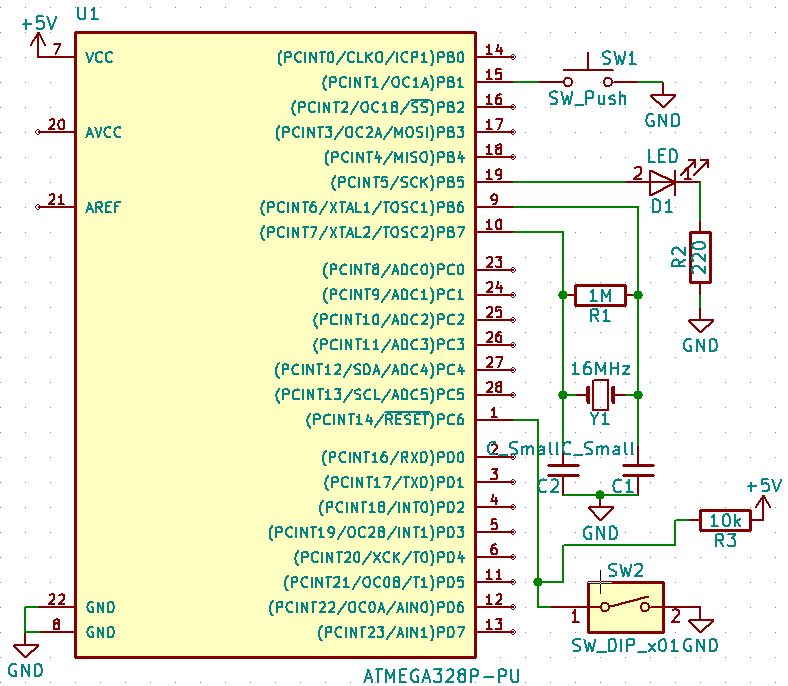 U1
+5V
7 VCC
20 AVCC
21 AREF
22 GND
8 GND
GND
(PCINT0/CLKO/ICP1)PB0 14
(PCINT1/OC1A)PB1 15
(PCINT2/OC1B/SS)PB2 16
(PCINT3/OC2A/MOSI)PB3 17
(PCINT4/MISO)PB4 18
(PCINT5/SCK)PB5 19
(PCINT6/XTAL1/TOSC1)PB6 9
(PCINT7/XTAL2/TOSC2)PB7 10
(PCINT8/ADC0)PC0 23
(PCINT9/ADC1)PC1 24
(PCINT10/ADC2)PC2 25
(PCINT11/ADC3)PC3 26
(PCINT12/SDA/ADC4)PC4 27
(PCINT13/SCL/ADC5)PC5 28
(PCINT14/RESET)PC6 1
(PCINT16/RXD)PD0 2
(PCINT17/TXD)PD1 3
(PCINT18/INT0)PD2 4
(PCINT19/OC2B/INT1)PD3 5
(PCINT20/XCK/T0)PD4 6
(PCINT21/OC0B/T1)PD5 11
(PCINT22/OC0A/AIN0)PD6 12
(PCINT23/AIN1)PD7 13
ATMEGA328P-PU
SW1
SW_Push
GND
LED
2 1
D1
R2
220
GND
1M
R1
16MHz
Y1
C_Small C_Small
C2 C1
GND
+5V
10k
R3
SW2
1 2
SW_DIP_x01 GND